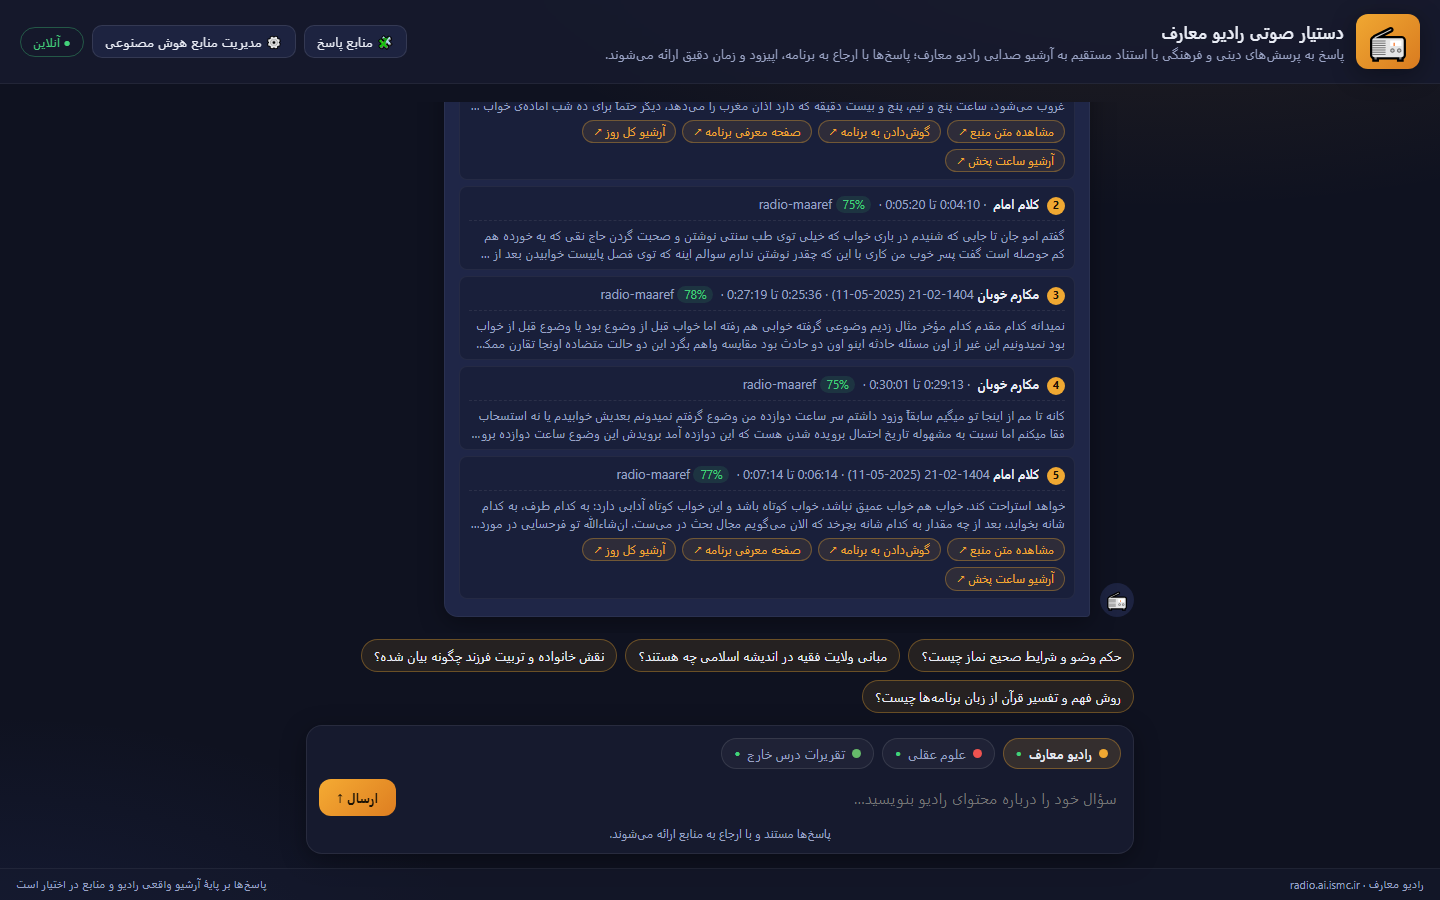 دستیار صوتی رادیو معارف
پاسخ به پرسش‌های دینی و فرهنگی با استناد مستقیم به آرشیو صدایی رادیو معارف؛ پاسخ‌ها با ارجاع به برنامه، اپیزود و زمان دقیق ارائه می‌شوند.
منابع پاسخ
مدیریت منابع هوش مصنوعی
● آنلاین
غروب می‌شود، ساعت پنج و نیم، پنج و بیست دقیقه که دارد اذان مغرب را می‌دهد، دیگر حتما برای ده شب آماده‌ی خواب ...
مشاهده متن منبع ↗ گوش‌دادن به برنامه ↗ صفحه معرفی برنامه ↗ آرشیو کل روز ↗
آرشیو ساعت پخش ↗
2 کلام امام · 0:04:10 تا 0:05:20 · 75% radio-maaref
گفتم امو جان تا جایی که شنیدم در باری خواب که خیلی توی طب سنتی نوشتن و صحبت گردن حاج نقی که یه خورده هم
کم حوصله است گفت پسر خوب من کاری با این که چقدر نوشتن ندارم سوالم اینه که توی فصل پاییست خوابیدن بعد از ...
3 مکارم خوبان 1404-02-21 (2025-05-11) · 0:25:36 تا 0:27:19 · 78% radio-maaref
نمیدانه کدام مقدم کدام مؤخر مثال زدیم وضوعی گرفته خوابی هم رفته اما خواب قبل از وضوع بود یا وضوع قبل از خواب
بود نمیدونیم این غیر از اون مسئله حادثه اینو اون دو حادث بود مقایسه واهم بگرد این دو حالت متضاده اونجا تقارن ممک...
4 مکارم خوبان · 0:29:13 تا 0:30:01 · 75% radio-maaref
کانه تا مم از اینجا تو میگیم سابقاً وزود داشتم سر ساعت دوازده من وضوع گرفتم نمیدونم بعدیش خوابیدم یا نه استسحاب
فقا میکنم اما نسبت به مشهوله تاریخ احتمال بروبده شدن هست که این دوازده آمد برویدش این وضوع ساعت دوازده برو...
5 کلام امام 1404-02-21 (2025-05-11) · 0:06:14 تا 0:07:14 · 77% radio-maaref
خواهد استراحت کند. خواب هم خواب عمیق نباشد، خواب کوتاه باشد و این خواب کوتاه آدابی دارد: به کدام طرف، به کدام
شانه بخوابد، بعد از چه مقدار به کدام شانه بچرخد که الان می‌گویم مجال بحث در می‌ست. ان‌شاءالله تو فرحسایی در مورد...
مشاهده متن منبع ↗ گوش‌دادن به برنامه ↗ صفحه معرفی برنامه ↗ آرشیو کل روز ↗
آرشیو ساعت پخش ↗
حکم وضو و شرایط صحیح نماز چیست؟ مبانی ولایت فقیه در اندیشه اسلامی چه هستند؟ نقش خانواده و تربیت فرزند چگونه بیان شده؟
روش فهم و تفسیر قرآن از زبان برنامه‌ها چیست؟
رادیو معارف علوم عقلی تقریرات درس خارج
سؤال خود را درباره محتوای رادیو بنویسید...
ارسال ↑
پاسخ‌ها مستند و با ارجاع به منابع ارائه می‌شوند.
رادیو معارف · radio.ai.ismc.ir
پاسخ‌ها بر پایهٔ آرشیو واقعی رادیو و منابع در اختیار است